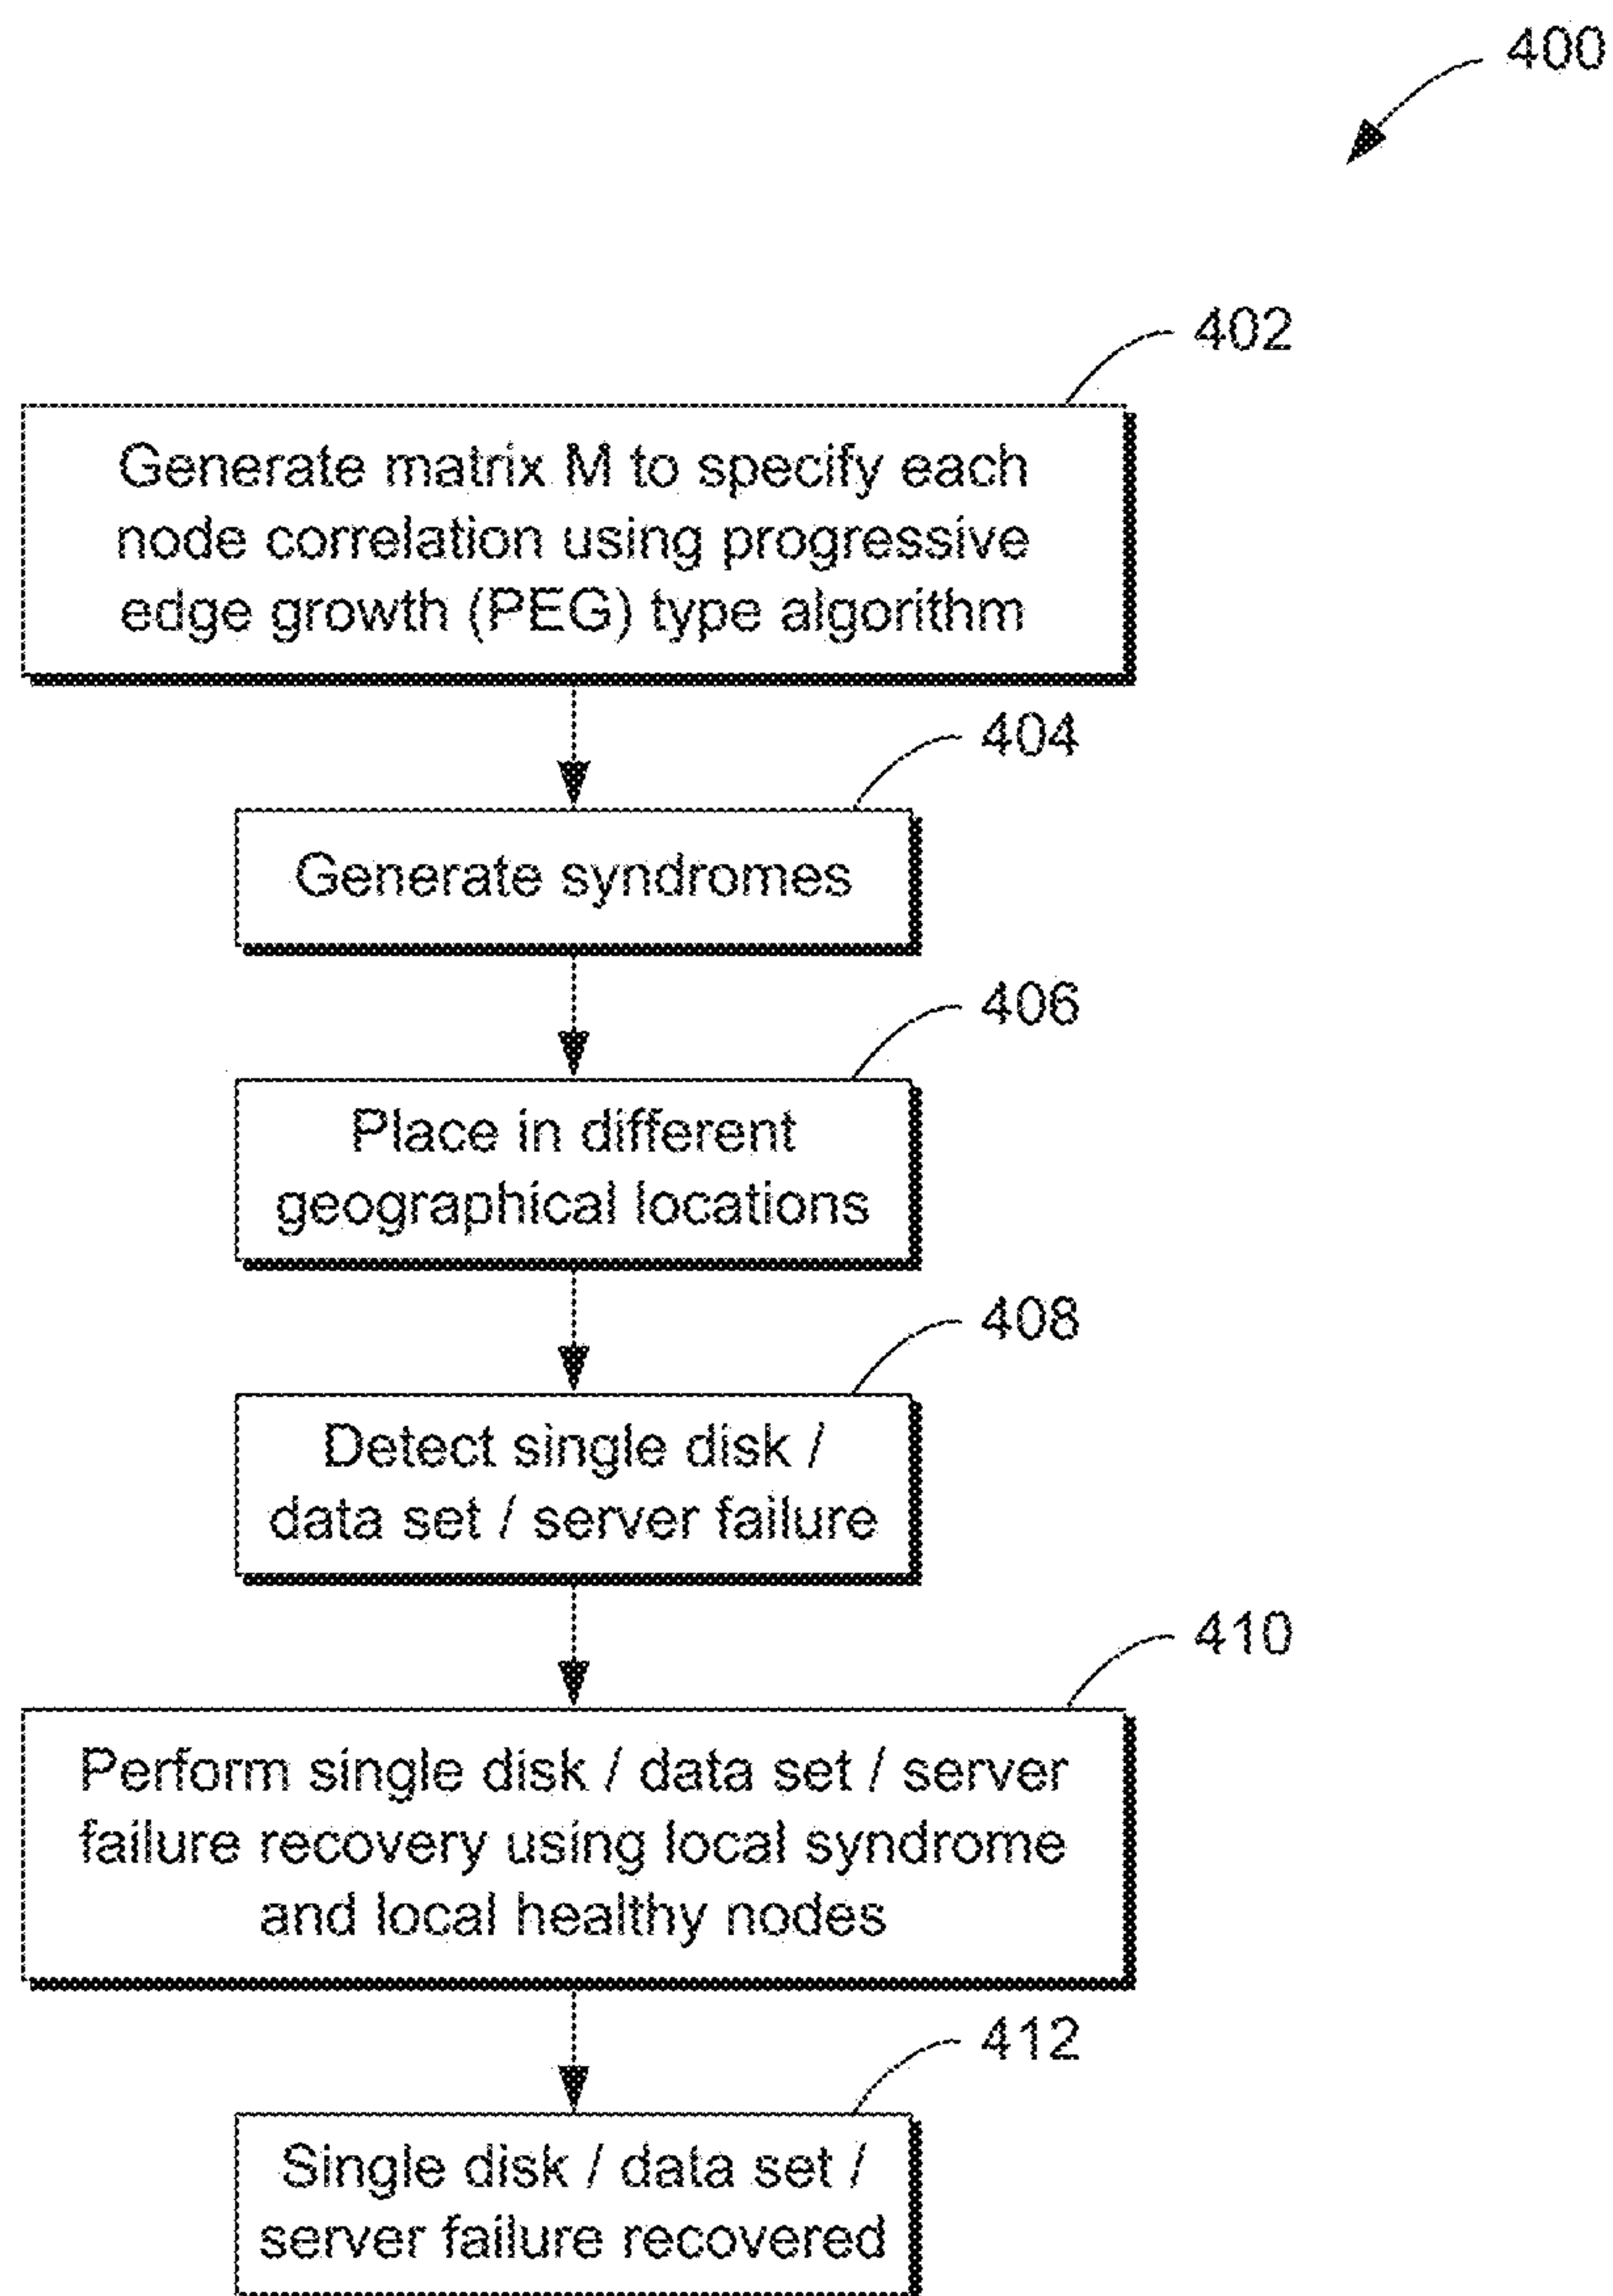 400
402
Generate matrix M to specify each
node correlation using progressive
edge growth (PEG) type algorithm
404
Generate syndromes
406
Place in different
geographical locations
408
Detect single disk /
data set / server failure
410
Perform single disk / data set / server
failure recovery using local syndrome
and local healthy nodes
412
Single disk / data set /
server failure recovered